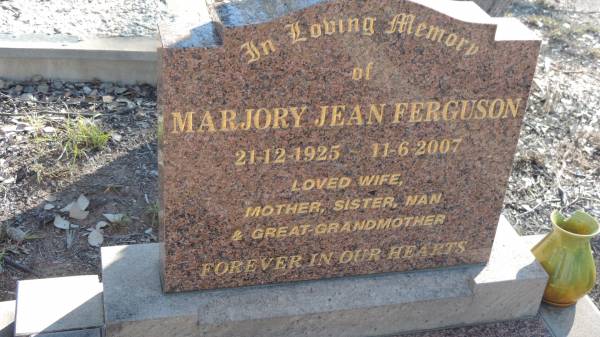 In Loving Memory
of
MARJORY JEAN FERGUSON
21-12-1925 - 11-6-2007
LOVED WIFE,
MOTHER, SISTER, NAN
& GREAT-GRANDMOTHER
FOREVER IN OUR HEARTS